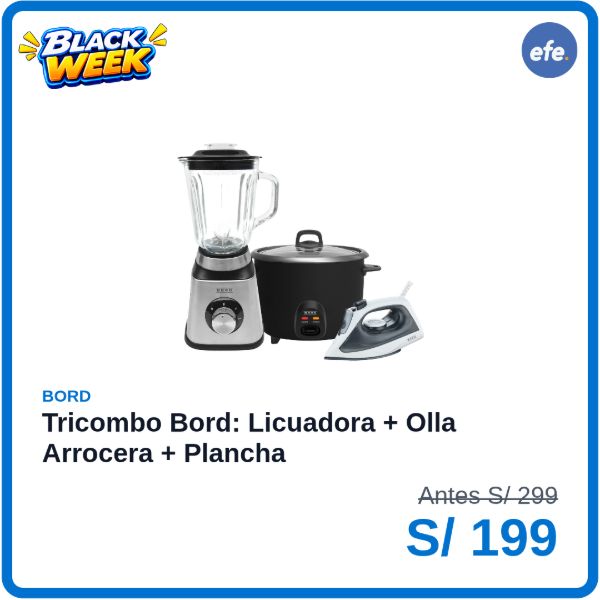 BLACK
WEEK
efe.
BORD
Tricombo Bord: Licuadora + Olla
Arrocera + Plancha
Antes S/ 299
S/ 199